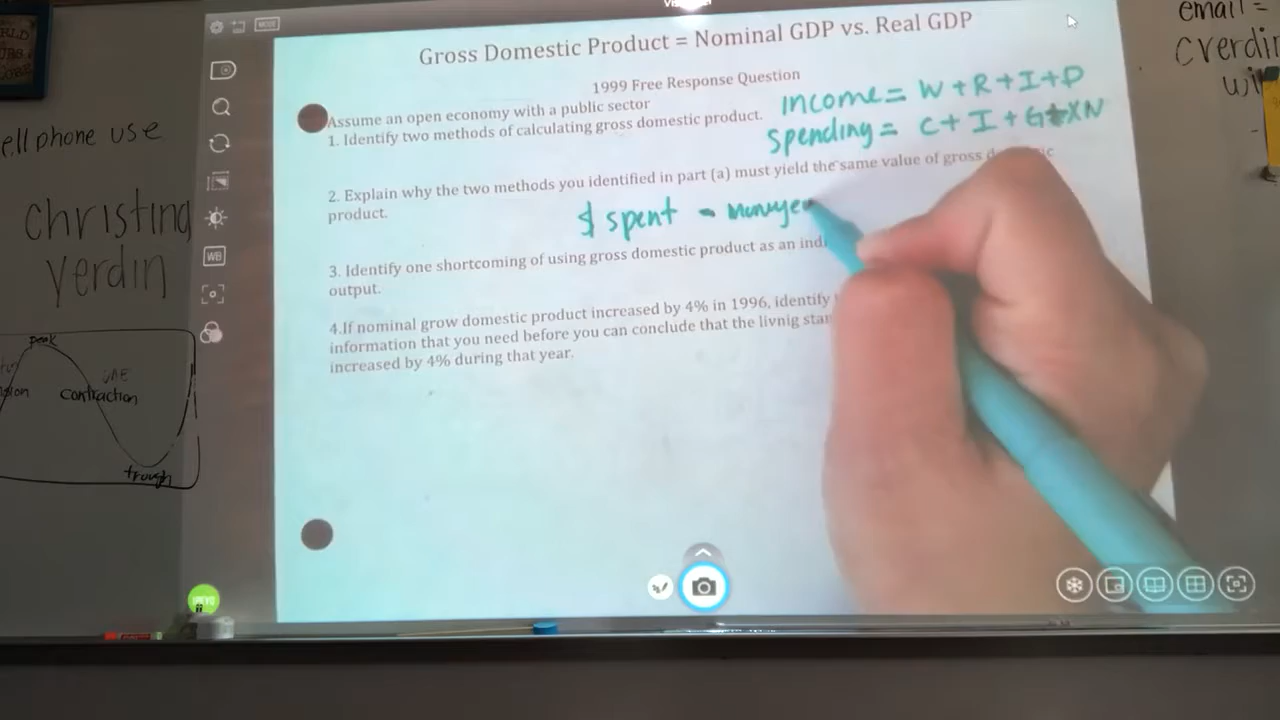 email =
cverdin
MODE
Gross Domestic Product = Nominal GDP vs. Real GDP
1999 Free Response Question
Assume an open economy with a public sector
1. Identify two methods of calculating gross domestic product.
income = W + R + I + P
spending = C + I + G + XN
2. Explain why the two methods you identified in part (a) must yield the same value of gross
product.
$ spent =
3. Identify one shortcoming of using gross domestic product as an
output.
4.If nominal grow domestic product increased by 4% in 1996, identify
information that you need before you can conclude that the livnig
increased by 4% during that year.
ell phone use
christina
verdin
WB
peak
contraction
trough